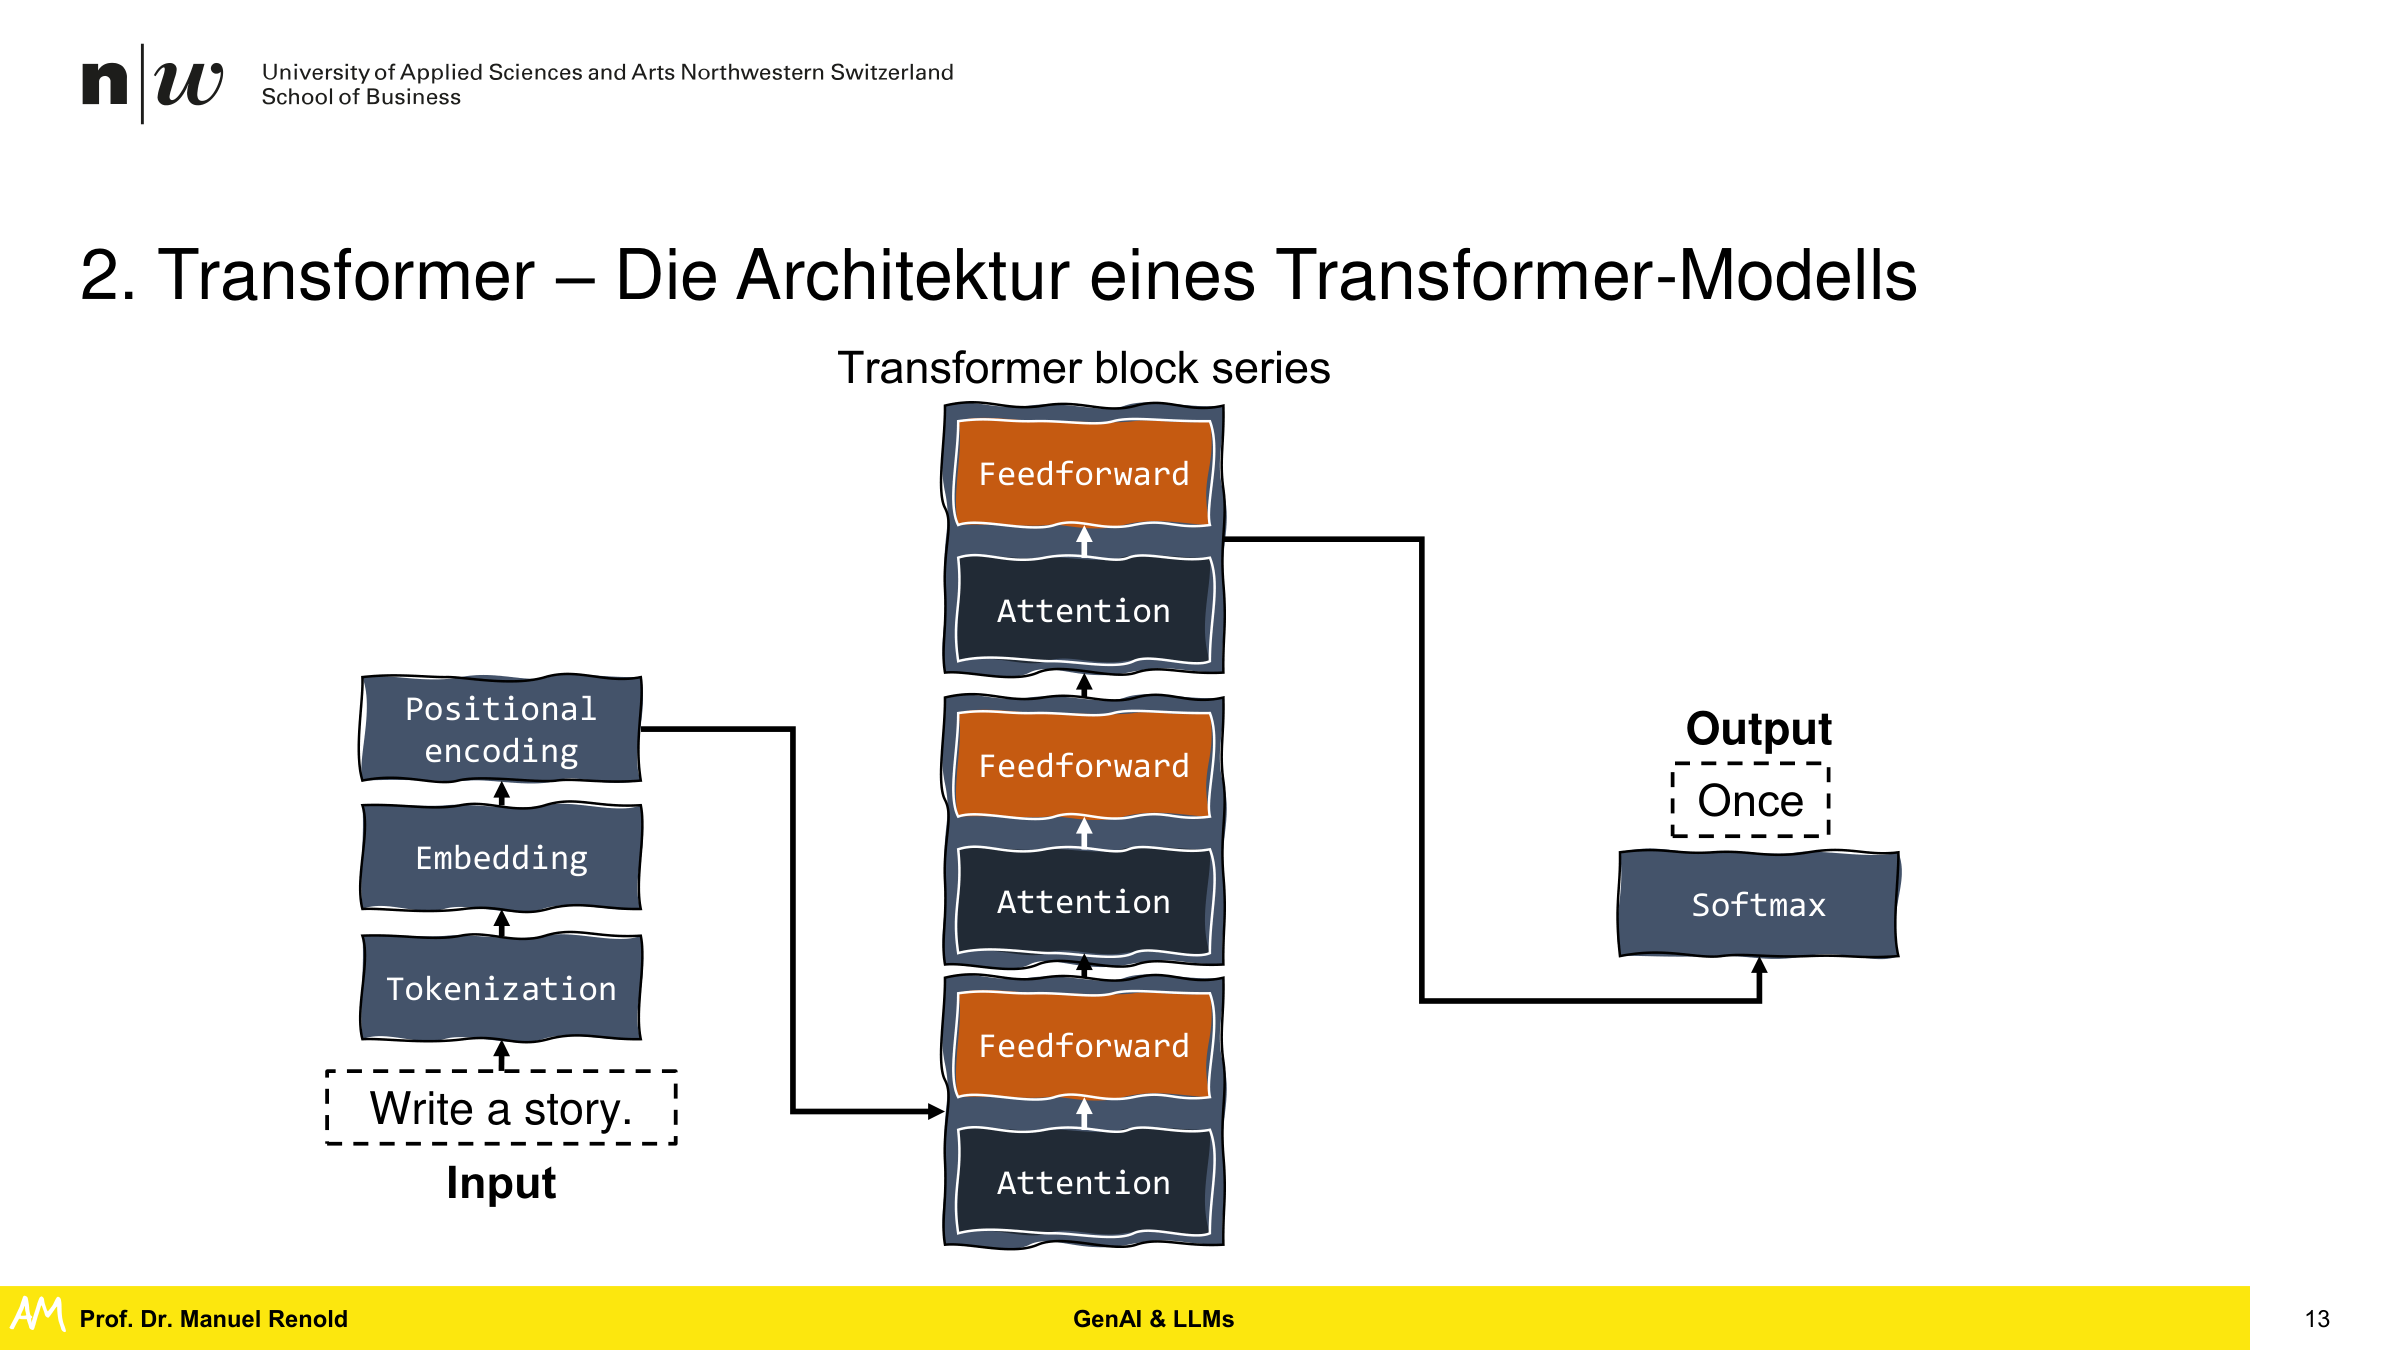 n|w University of Applied Sciences and Arts Northwestern Switzerland
School of Business
2. Transformer – Die Architektur eines Transformer-Modells
Transformer block series
Positional
encoding
Embedding
Tokenization
Write a story.
Input
Feedforward
Attention
Feedforward
Attention
Feedforward
Attention
Output
Once
Softmax
AM Prof. Dr. Manuel Renold
GenAI & LLMs
13